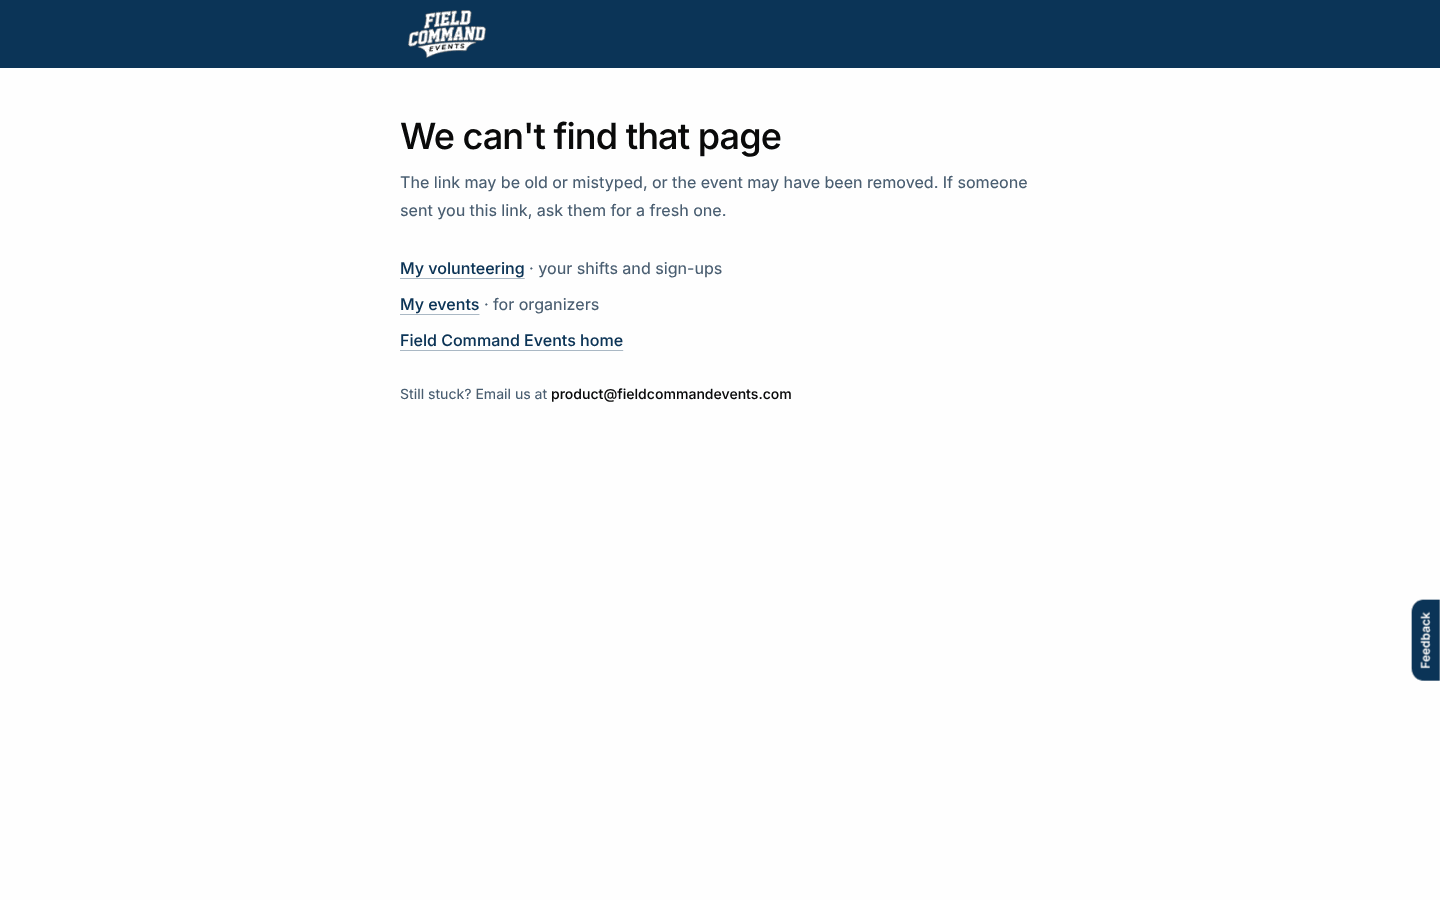 FIELD
COMMAND
EVENTS
We can't find that page
The link may be old or mistyped, or the event may have been removed. If someone
sent you this link, ask them for a fresh one.
My volunteering · your shifts and sign-ups
My events · for organizers
Field Command Events home
Still stuck? Email us at product@fieldcommandevents.com
Feedback